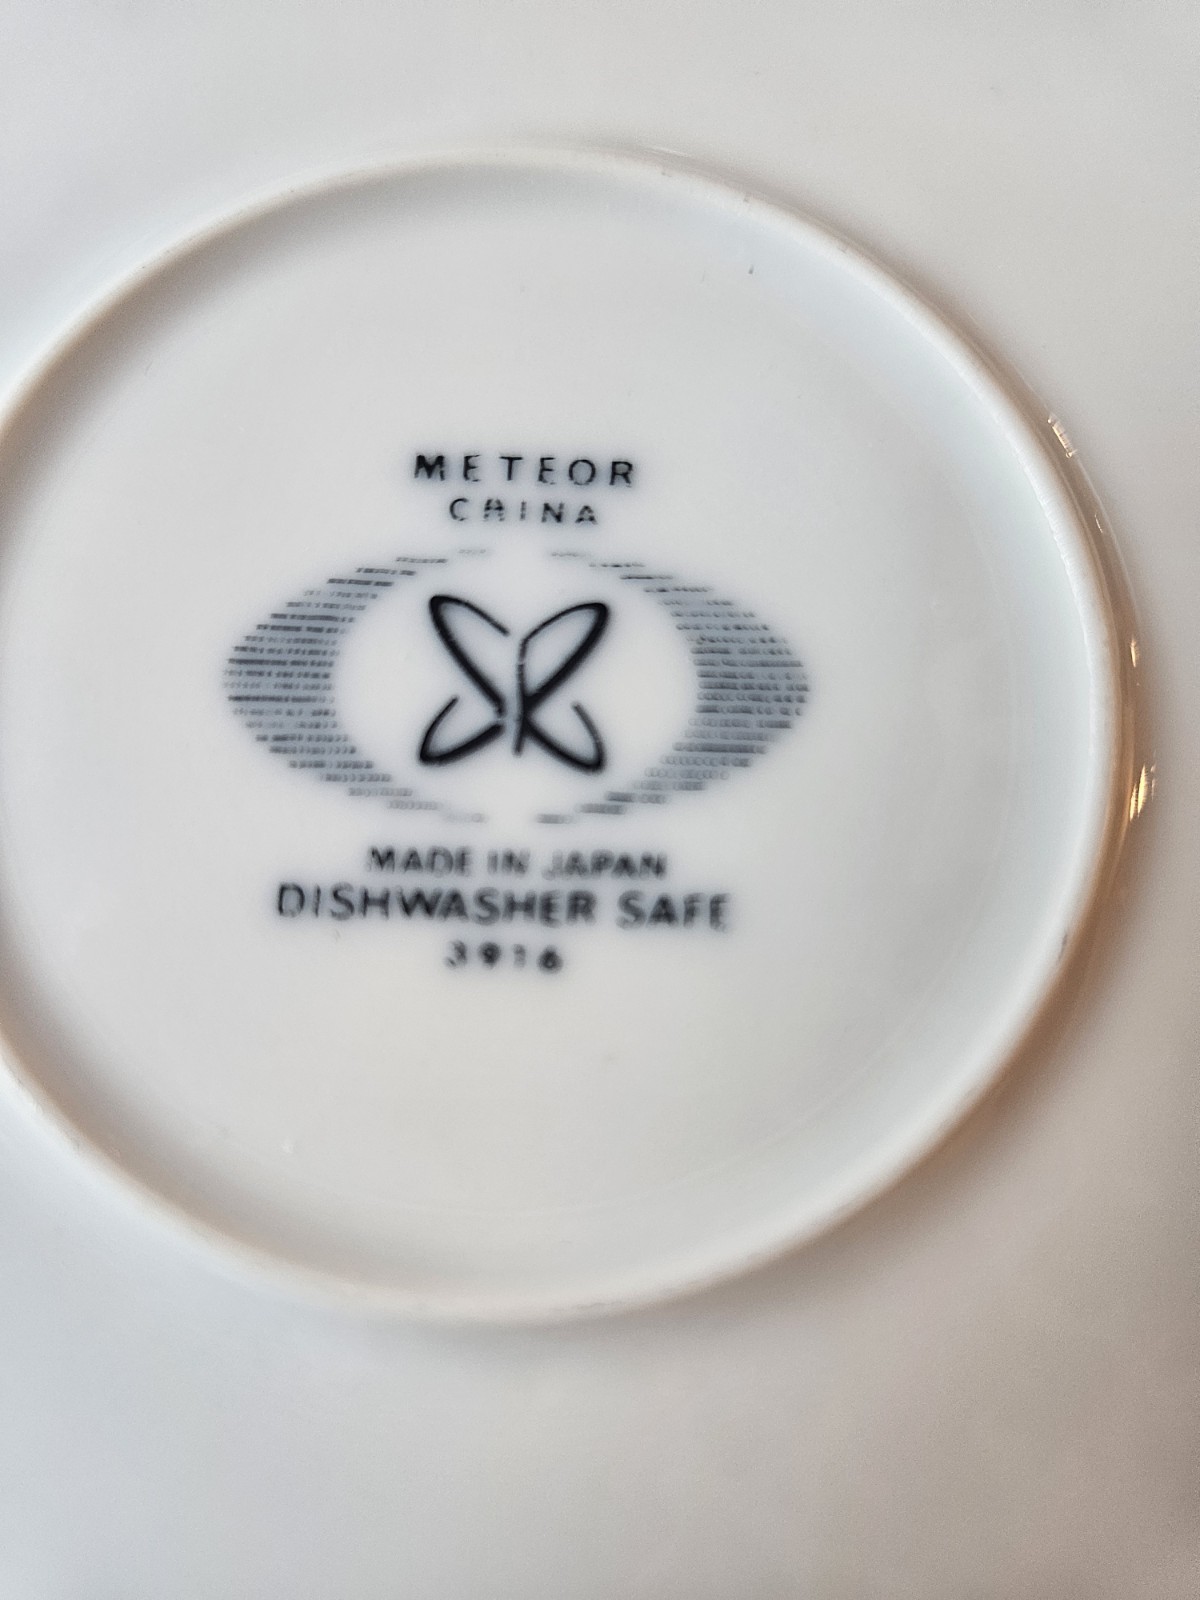 METEOR
CHINA
MADE IN JAPAN
DISHWASHER SAFE
3916